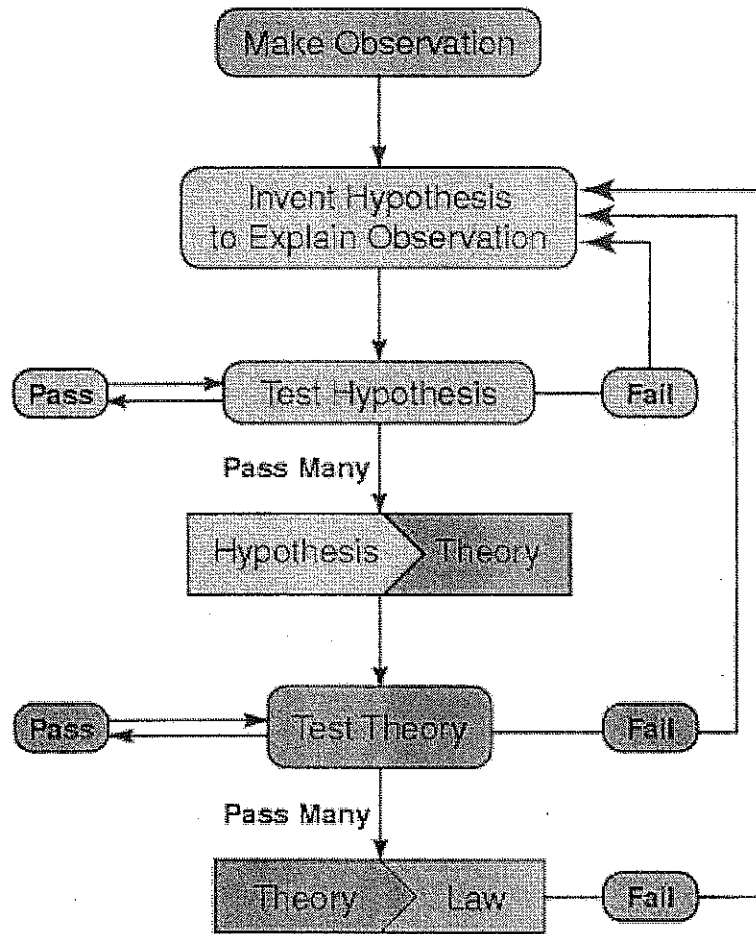 Make Observation
Invent Hypothesis
to Explain Observation
Pass
Test Hypothesis
Fail
Pass Many
Hypothesis
Theory
Pass
Test Theory
Fail
Pass Many
Theory
Law
Fail